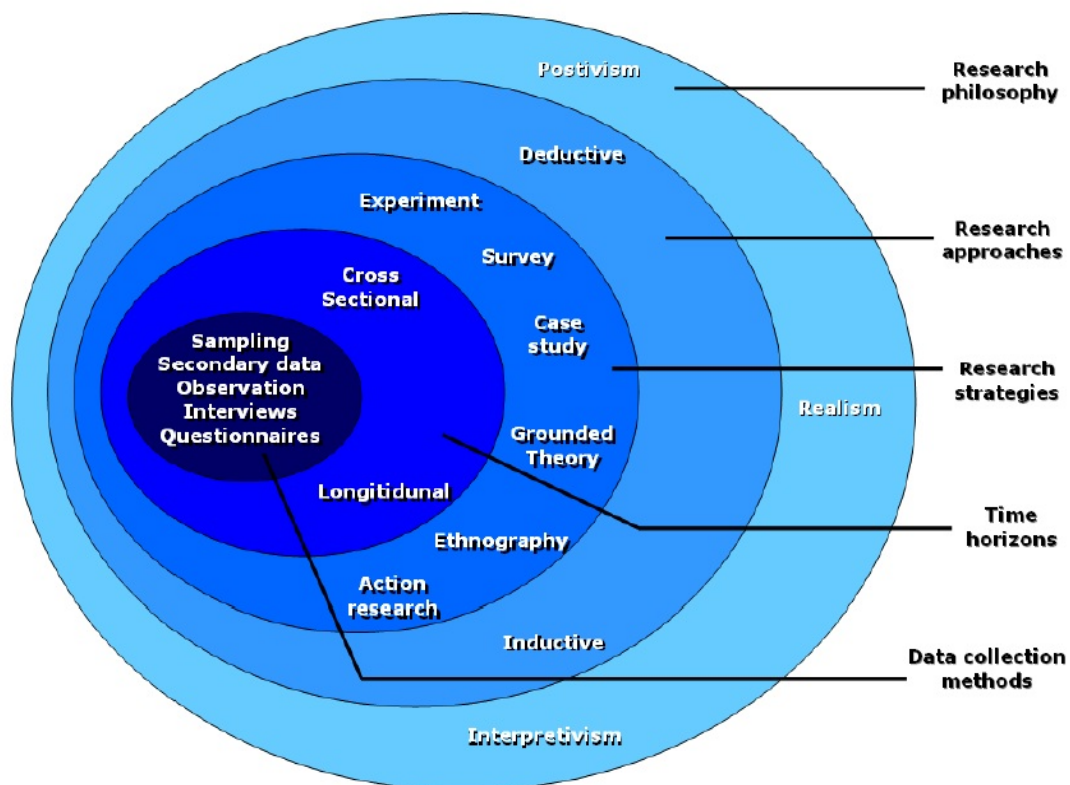 Postivism
Research
philosophy
Deductive
Experiment
Research
approaches
Survey
Cross
Sectional
Case
study
Sampling
Secondary data
Observation
Interviews
Questionnaires
Research
strategies
Realism
Grounded
Theory
Longitidunal
Time
horizons
Ethnography
Action
research
Inductive
Data collection
methods
Interpretivism